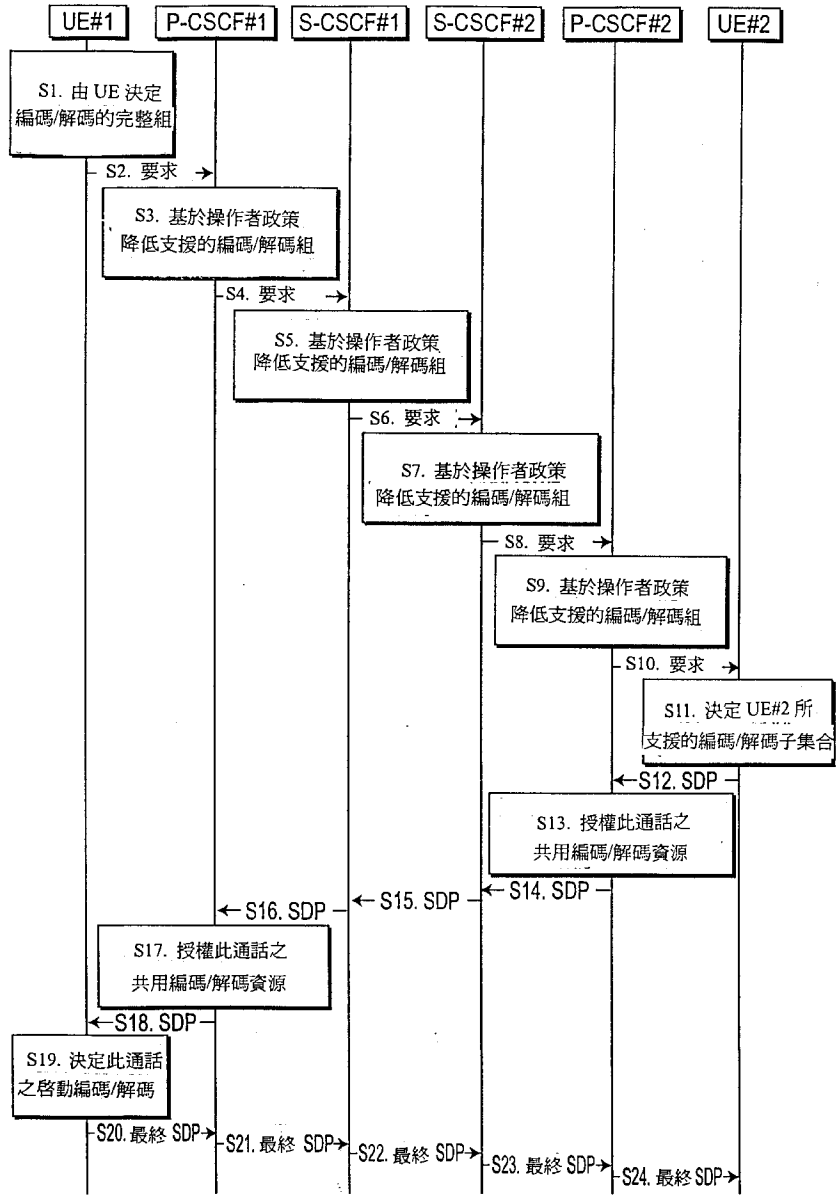 UE#1
P-CSCF#1
S-CSCF#1
S-CSCF#2
P-CSCF#2
UE#2
S1. 由 UE 決定
編碼/解碼的完整組
S2. 要求
S3. 基於操作者政策
降低支援的編碼/解碼組
S4. 要求
S5. 基於操作者政策
降低支援的編碼/解碼組
S6. 要求
S7. 基於操作者政策
降低支援的編碼/解碼組
S8. 要求
S9. 基於操作者政策
降低支援的編碼/解碼組
S10. 要求
S11. 決定 UE#2 所
支援的編碼/解碼子集合
S12. SDP
S13. 授權此通話之
共用編碼/解碼資源
S14. SDP
S15. SDP
S16. SDP
S17. 授權此通話之
共用編碼/解碼資源
S18. SDP
S19. 決定此通話
之啓動編碼/解碼
S20. 最終 SDP
S21. 最終 SDP
S22. 最終 SDP
S23. 最終 SDP
S24. 最終 SDP